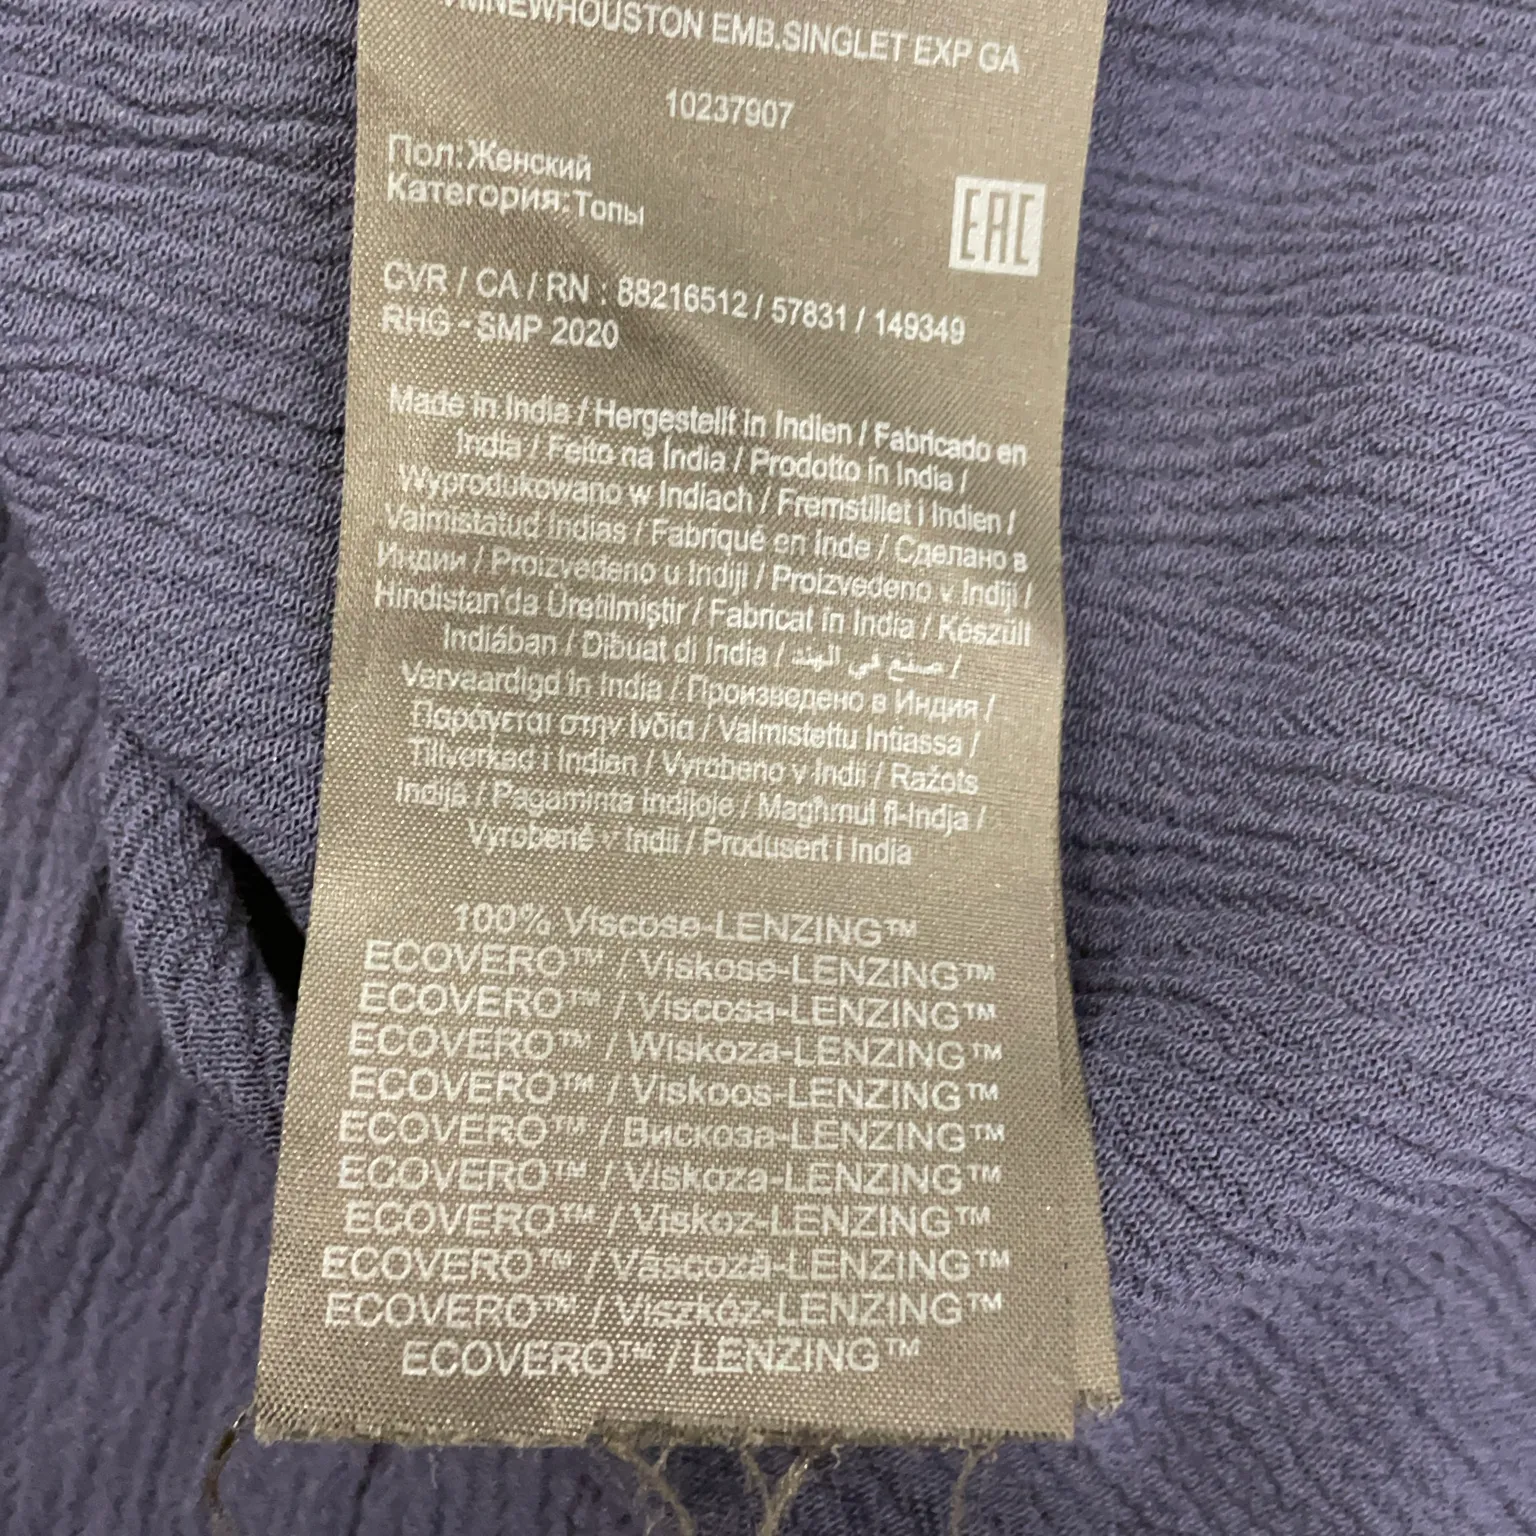 VMNEWHOUSTON EMB.SINGLET EXP GA
10237907
Пол:Женский
Категория:Топы
EAC
CVR / CA / RN : 88216512 / 57831 / 149349
RHG - SMP 2020
Made in India / Hergestellt in Indien / Fabricado en
India / Feito na Índia / Prodotto in India /
Wyprodukowano w Indiach / Fremstillet i Indien /
Valmistatud Indias / Fabriqué en Inde / Сделано в
Индии / Proizvedeno u Indiji / Proizvedeno v Indiji /
Hindistan'da Üretilmiştir / Fabricat în India / Készült
Indiában / Dibuat di India / صنع في الهند /
Vervaardigd in India / Произведено в Индия /
Παράγεται στην Ινδία / Valmistettu Intiassa /
Tillverkad i Indien / Vyrobeno v Indii / Ražots
Indijā / Pagaminta Indijoje / Magħmul fl-Indja /
Vyrobené v Indii / Produsert i India
100% Viscose-LENZING™
ECOVERO™ / Viskose-LENZING™
ECOVERO™ / Viscosa-LENZING™
ECOVERO™ / Wiskoza-LENZING™
ECOVERO™ / Viskoos-LENZING™
ECOVERO™ / Вискоза-LENZING™
ECOVERO™ / Viskoza-LENZING™
ECOVERO™ / Viskoz-LENZING™
ECOVERO™ / Vâscoză-LENZING™
ECOVERO™ / Viszkóz-LENZING™
ECOVERO™ / LENZING™